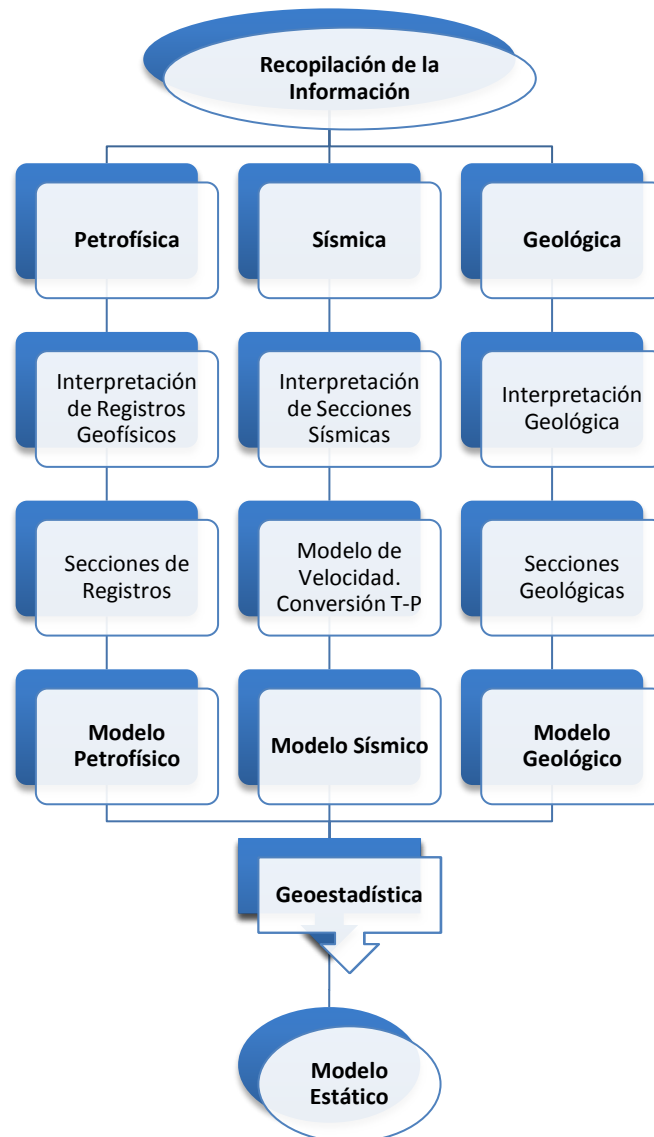 Recopilación de la
Información
Petrofísica
Sísmica
Geológica
Interpretación
de Registros
Geofísicos
Interpretación
de Secciones
Sísmicas
Interpretación
Geológica
Secciones de
Registros
Modelo de
Velocidad.
Conversión T-P
Secciones
Geológicas
Modelo
Petrofísico
Modelo Sísmico
Modelo
Geológico
Geoestadística
Modelo
Estático